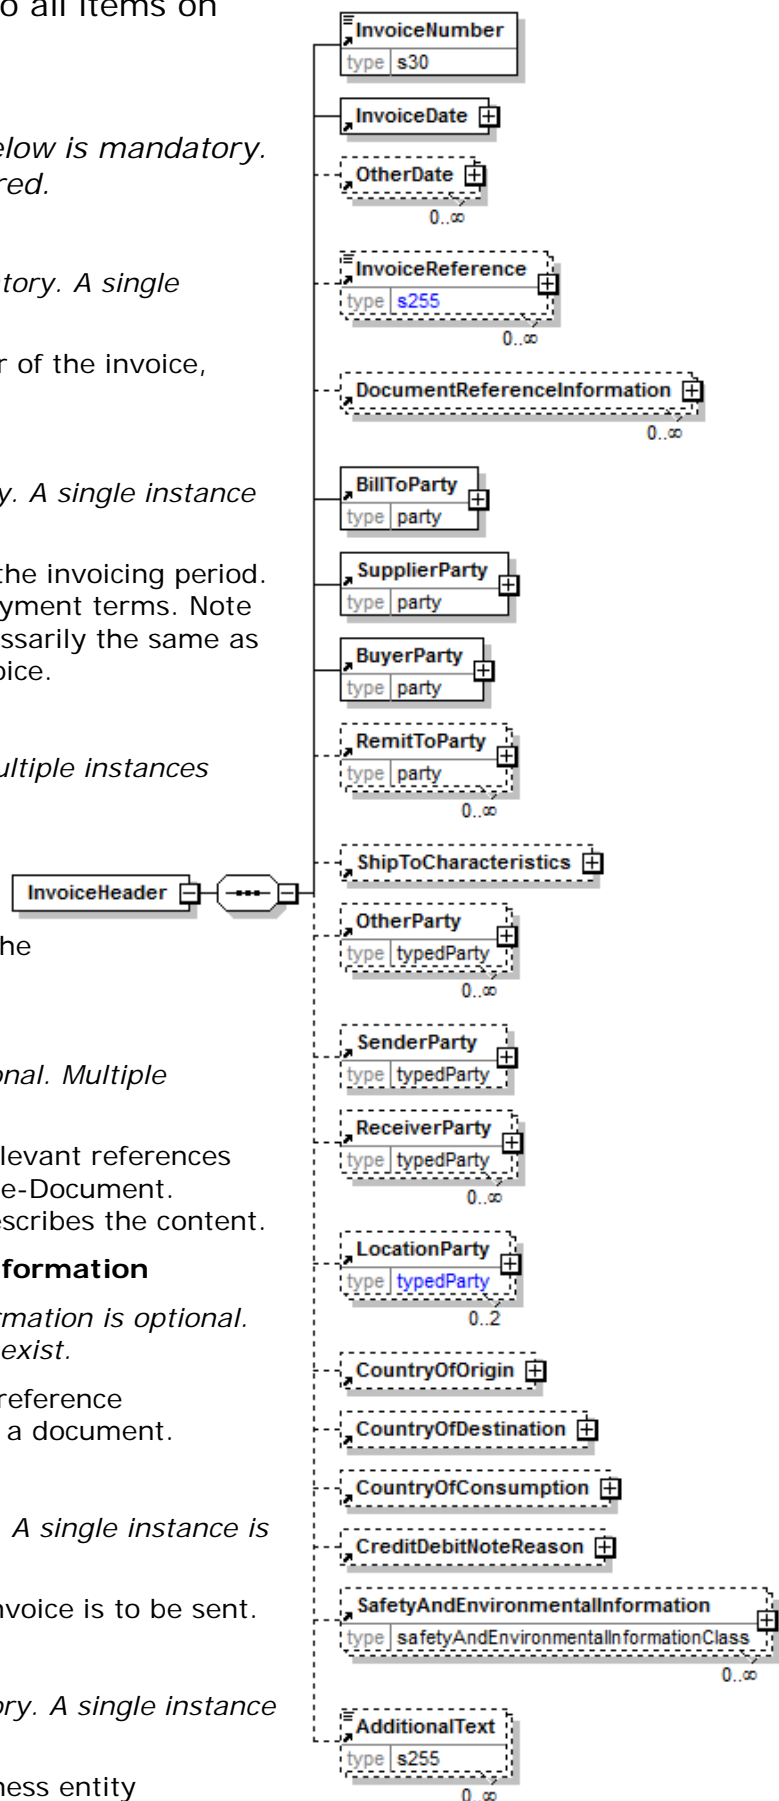 o all items on
elow is mandatory.
red.
tory. A single
r of the invoice,
y. A single instance
the invoicing period.
yment terms. Note
ssarily the same as
oice.
ultiple instances
he
onal. Multiple
levant references
e-Document.
escribes the content.
formation
rmation is optional.
exist.
reference
a document.
A single instance is
nvoice is to be sent.
ory. A single instance
ness entity
InvoiceHeader
InvoiceNumber
type s30
InvoiceDate
OtherDate
0..∞
InvoiceReference
type s255
0..∞
DocumentReferenceInformation
0..∞
BillToParty
type party
SupplierParty
type party
BuyerParty
type party
RemitToParty
type party
0..∞
ShipToCharacteristics
OtherParty
type typedParty
0..∞
SenderParty
type typedParty
ReceiverParty
type typedParty
0..∞
LocationParty
type typedParty
0..2
CountryOfOrigin
CountryOfDestination
CountryOfConsumption
CreditDebitNoteReason
SafetyAndEnvironmentalInformation
type safetyAndEnvironmentalInformationClass
0..∞
AdditionalText
type s255
0..∞